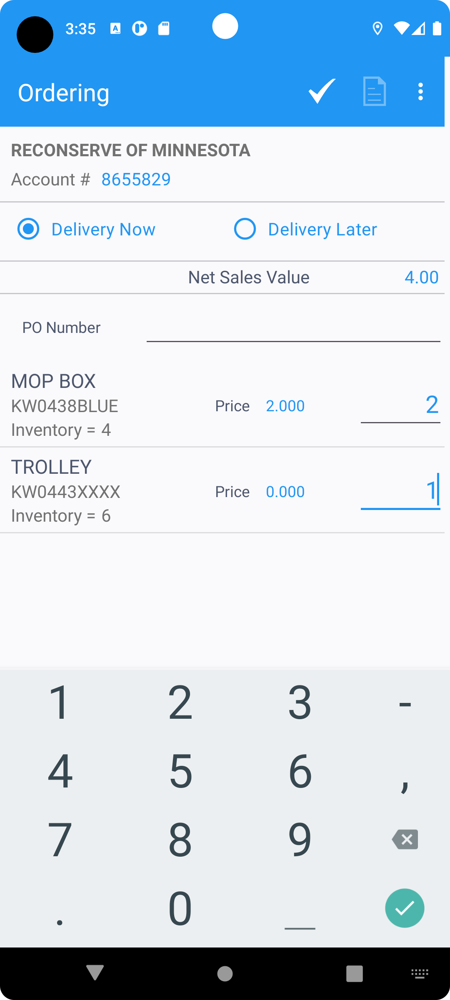 3:35
Ordering
RECONSERVE OF MINNESOTA
Account # 8655829
Delivery Now Delivery Later
Net Sales Value 4.00
PO Number
MOP BOX
KW0438BLUE Price 2.000 2
Inventory = 4
TROLLEY
KW0443XXXX Price 0.000 1
Inventory = 6
1 2 3 -
4 5 6 ,
7 8 9
. 0